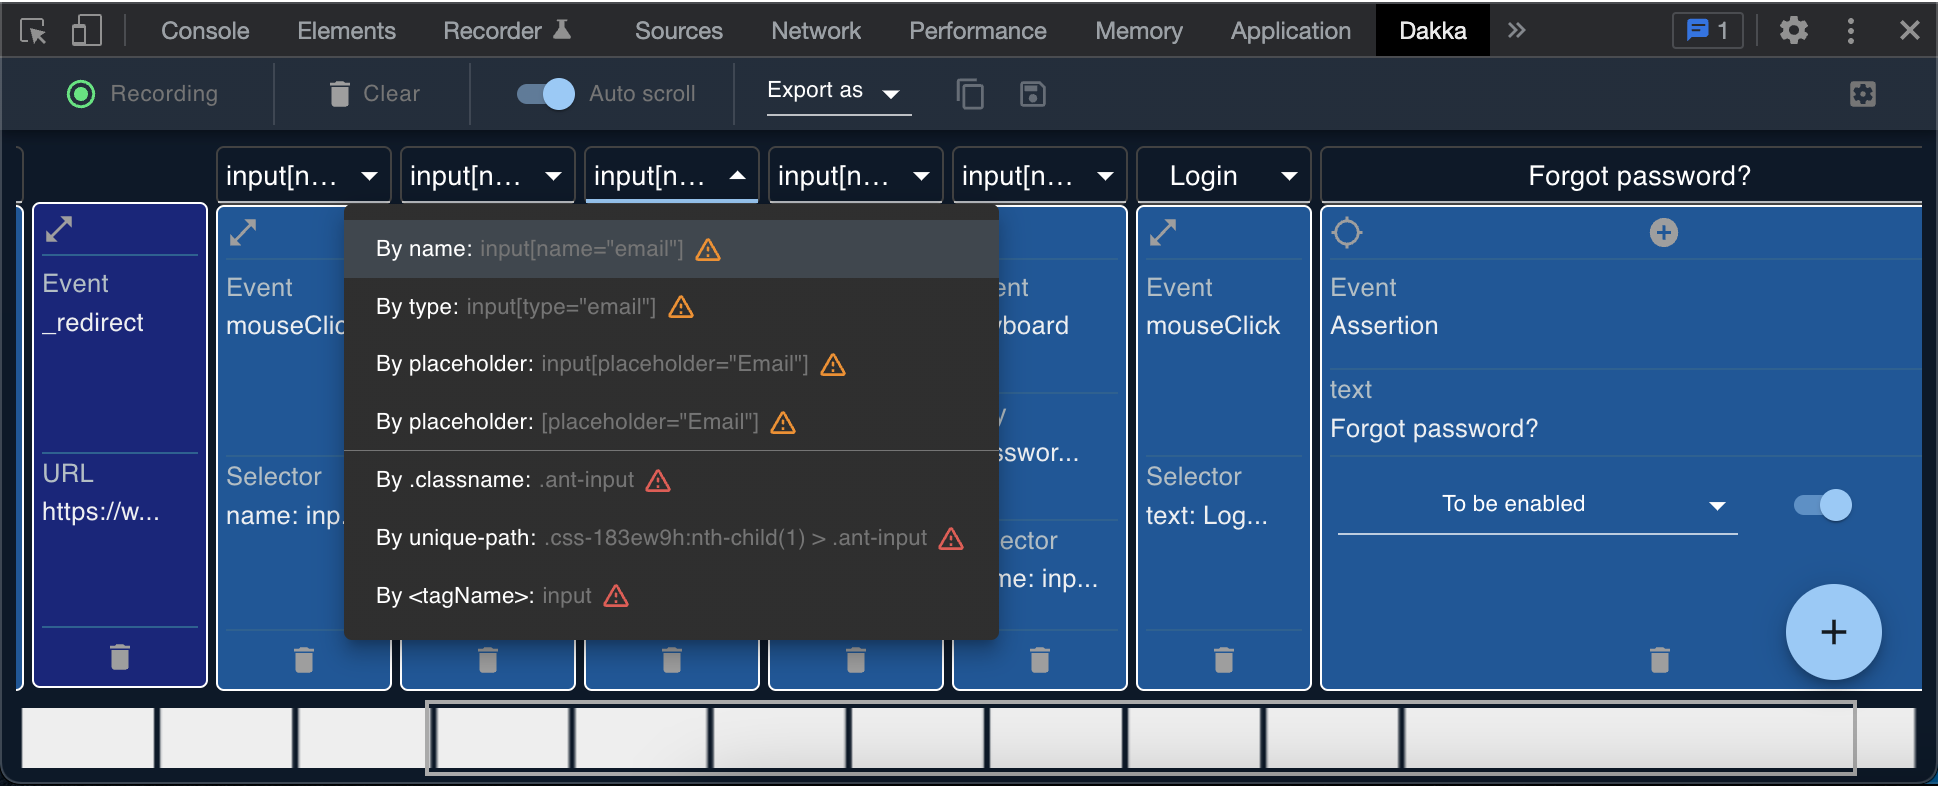 Console Elements Recorder Sources Network Performance Memory Application Dakka » 1
Recording Clear Auto scroll Export as
input[n... input[n... input[n... input[n... input[n... Login Forgot password?
Event
_redirect
URL
https://w...
Event
mouseClic
Selector
name: inp.
By name: input[name="email"]
By type: input[type="email"]
By placeholder: input[placeholder="Email"]
By placeholder: [placeholder="Email"]
By .classname: .ant-input
By unique-path: .css-183ew9h:nth-child(1) > .ant-input
By <tagName>: input
ent
board
y
sswor...
ector
me: inp...
Event
mouseClick
Selector
text: Log...
Event
Assertion
text
Forgot password?
To be enabled
+